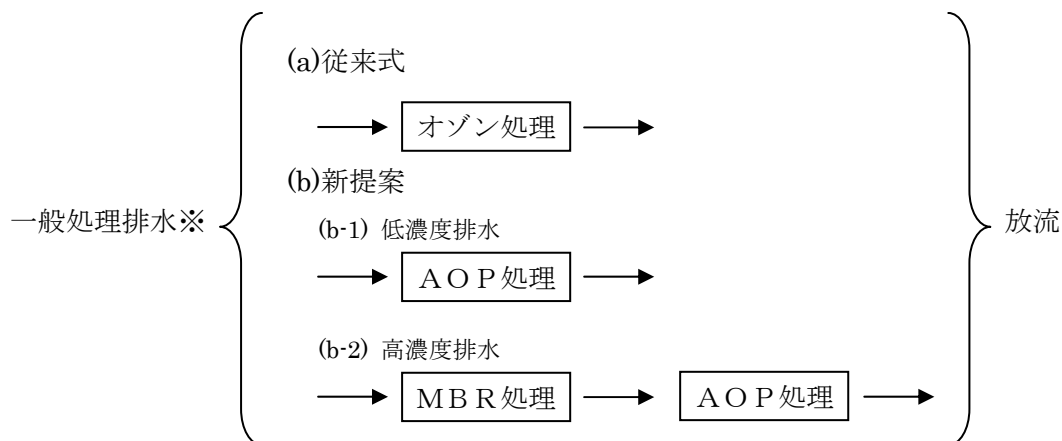 (a)従来式
オゾン処理
(b)新提案
一般処理排水※
(b-1) 低濃度排水
放流
ＡＯＰ処理
(b-2) 高濃度排水
ＭＢＲ処理
ＡＯＰ処理